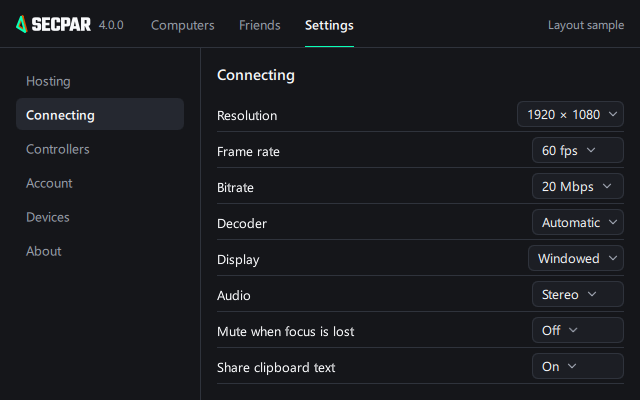 SECPAR 4.0.0 Computers Friends Settings Layout sample
Hosting
Connecting
Controllers
Account
Devices
About
Connecting
Resolution 1920 × 1080
Frame rate 60 fps
Bitrate 20 Mbps
Decoder Automatic
Display Windowed
Audio Stereo
Mute when focus is lost Off
Share clipboard text On